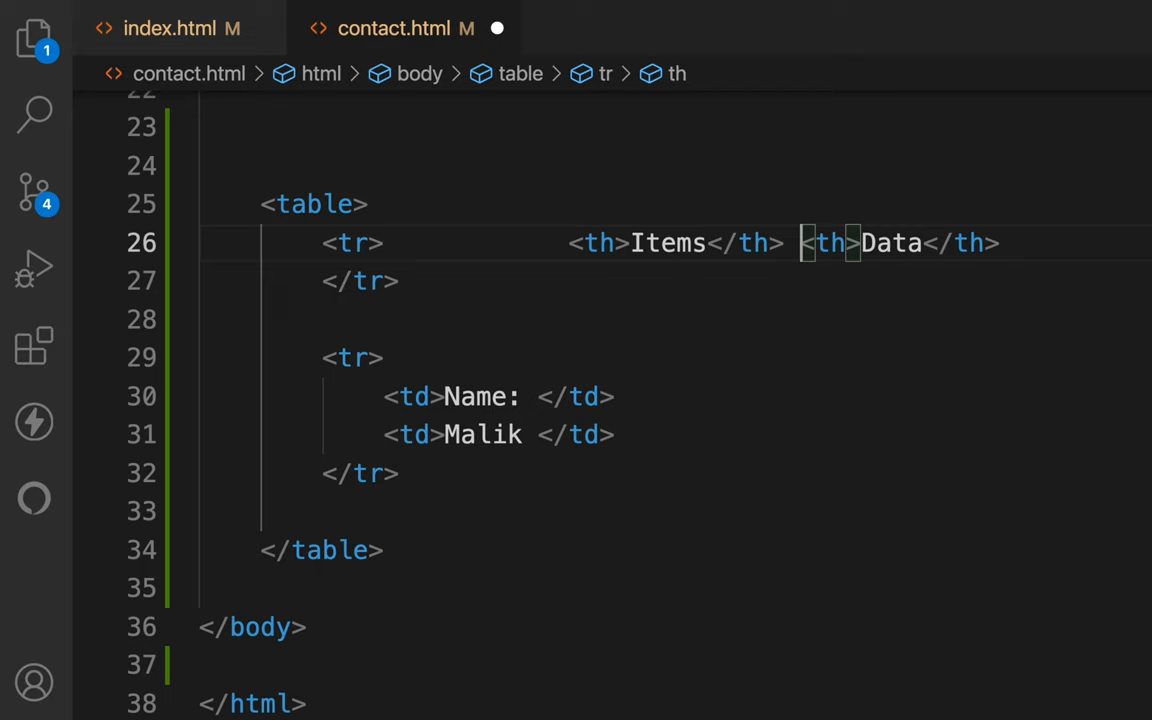 index.html M
contact.html M
1
contact.html > html > body > table > tr > th
22
23
24
4
25 <table>
26 <tr> <th>Items</th> <th>Data</th>
27 </tr>
28
29 <tr>
30 <td>Name: </td>
31 <td>Malik </td>
32 </tr>
33
34 </table>
35
36 </body>
37
38 </html>